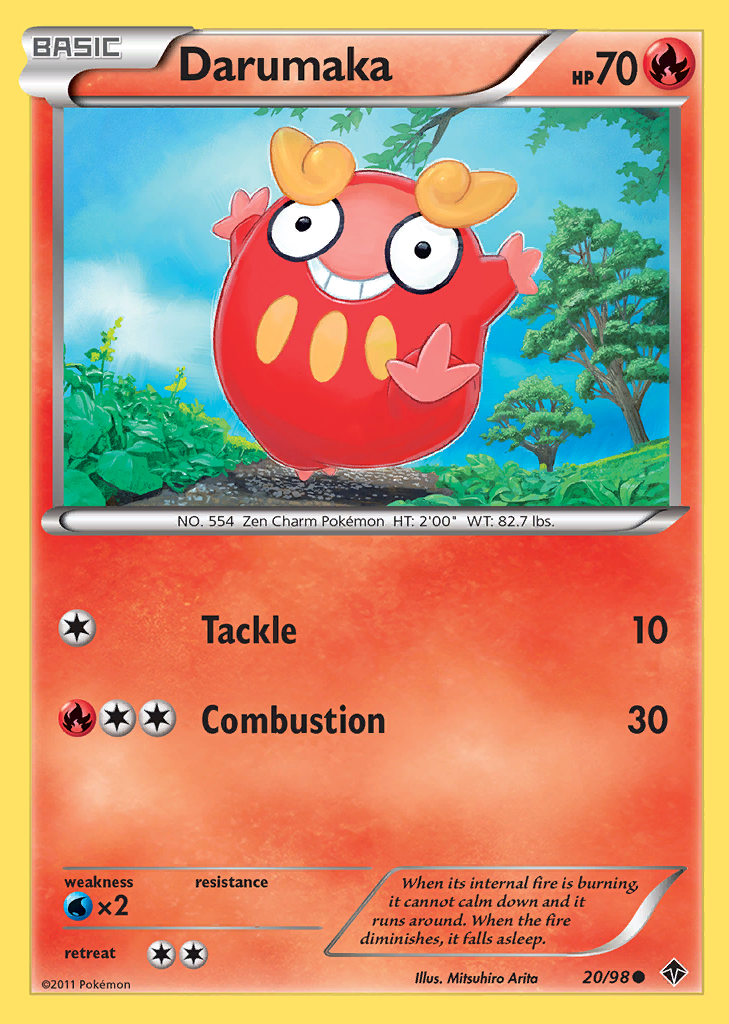 BASIC Darumaka HP70
NO. 554 Zen Charm Pokémon HT: 2'00" WT: 82.7 lbs.
Tackle 10
Combustion 30
weakness resistance
×2
retreat
When its internal fire is burning,
it cannot calm down and it
runs around. When the fire
diminishes, it falls asleep.
©2011 Pokémon Illus. Mitsuhiro Arita 20/98